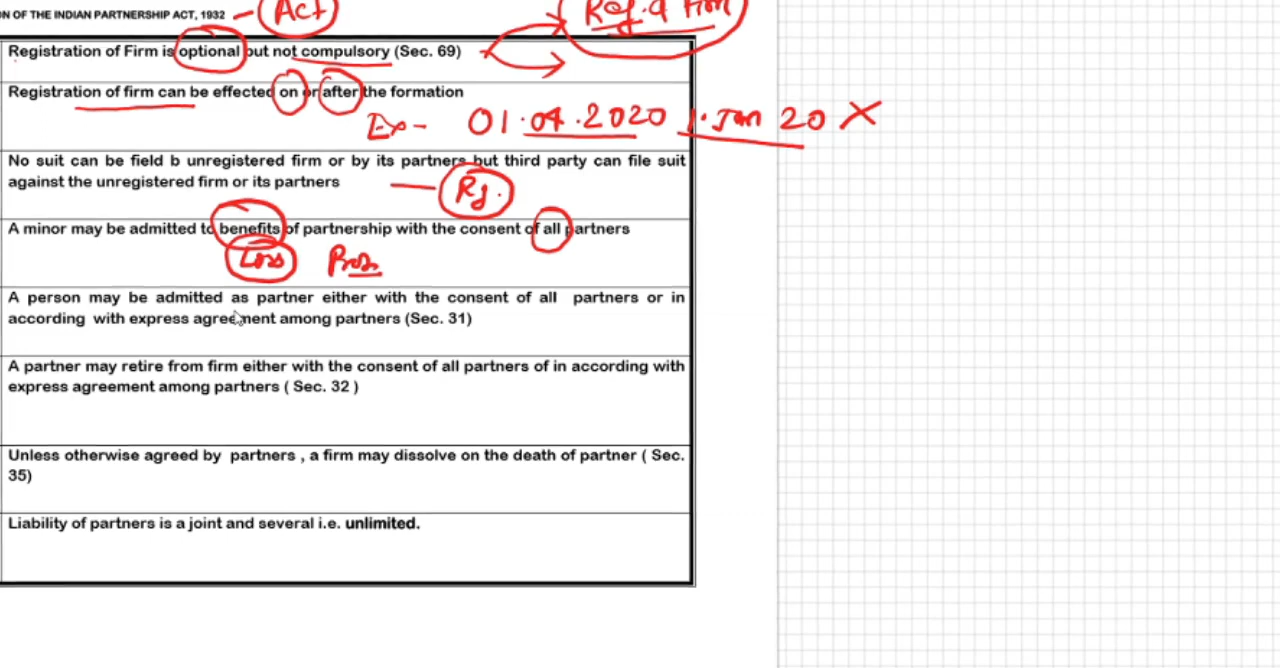 ON OF THE INDIAN PARTNERSHIP ACT, 1932 - Act
Registration of Firm is optional but not compulsory (Sec. 69)
Registration of firm can be effected on or after the formation
Ex- 01.04.2020 1.Jan 20 X
No suit can be field b unregistered firm or by its partners but third party can file suit
against the unregistered firm or its partners
A minor may be admitted to benefits of partnership with the consent of all partners
Loss
A person may be admitted as partner either with the consent of all partners or in
according with express agreement among partners (Sec. 31)
A partner may retire from firm either with the consent of all partners of in according with
express agreement among partners ( Sec. 32 )
Unless otherwise agreed by partners , a firm may dissolve on the death of partner ( Sec.
35)
Liability of partners is a joint and several i.e. unlimited.